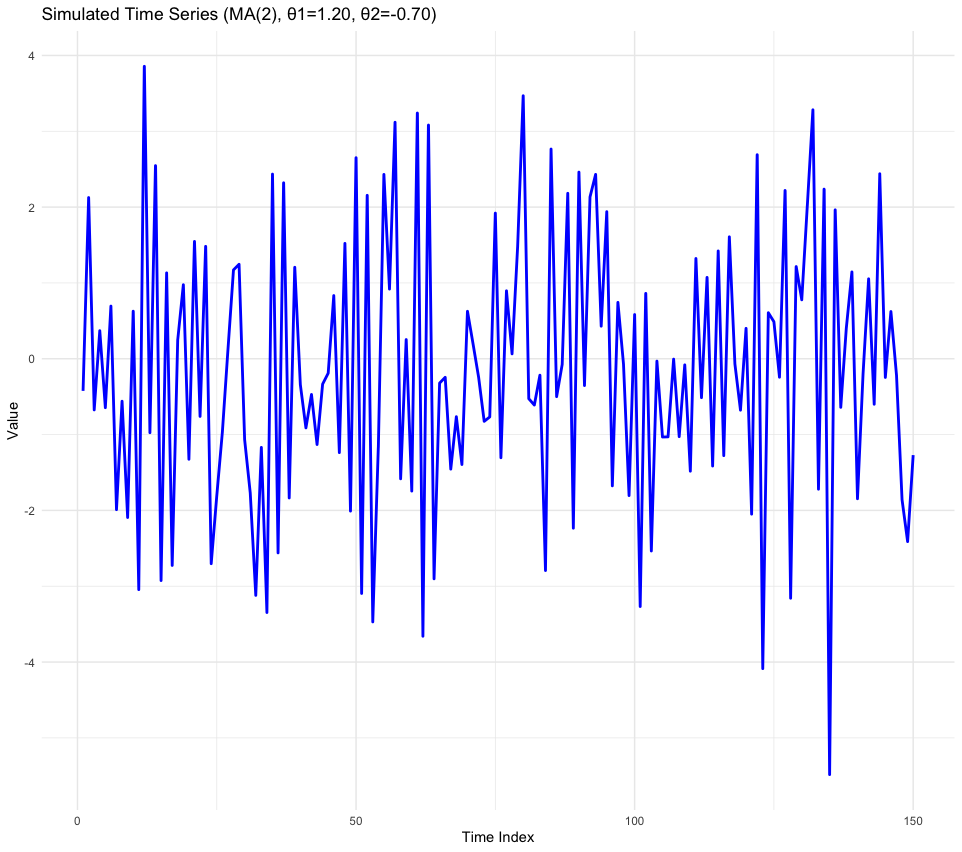 Simulated Time Series (MA(2), θ1=1.20, θ2=-0.70)
4
2
0
-2
-4
Value
0 50 100 150
Time Index